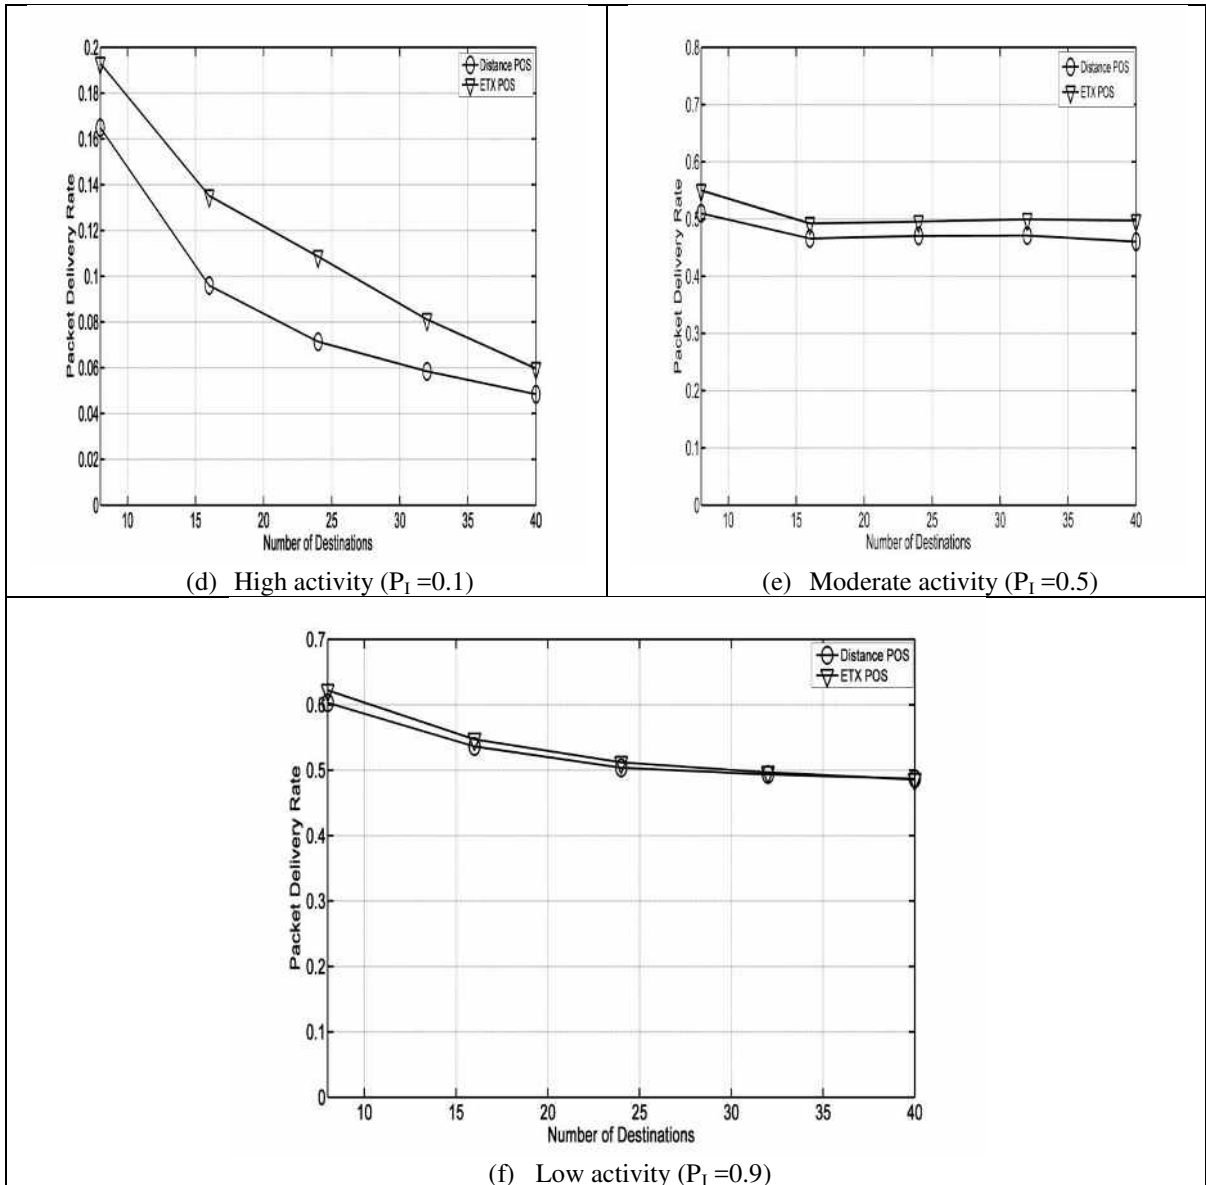 0.2
0.18
0.16
0.14
0.12
0.1
0.08
0.06
0.04
0.02
0
Packet Delivery Rate
10 15 20 25 30 35 40
Number of Destinations
Distance POS
ETX POS
(d) High activity (P_I =0.1)
0.8
0.7
0.6
0.5
0.4
0.3
0.2
0.1
0
Packet Delivery Rate
10 15 20 25 30 35 40
Number of Destinations
Distance POS
ETX POS
(e) Moderate activity (P_I =0.5)
0.7
0.6
0.5
0.4
0.3
0.2
0.1
0
Packet Delivery Rate
10 15 20 25 30 35 40
Number of Destinations
Distance POS
ETX POS
(f) Low activity (P_I =0.9)